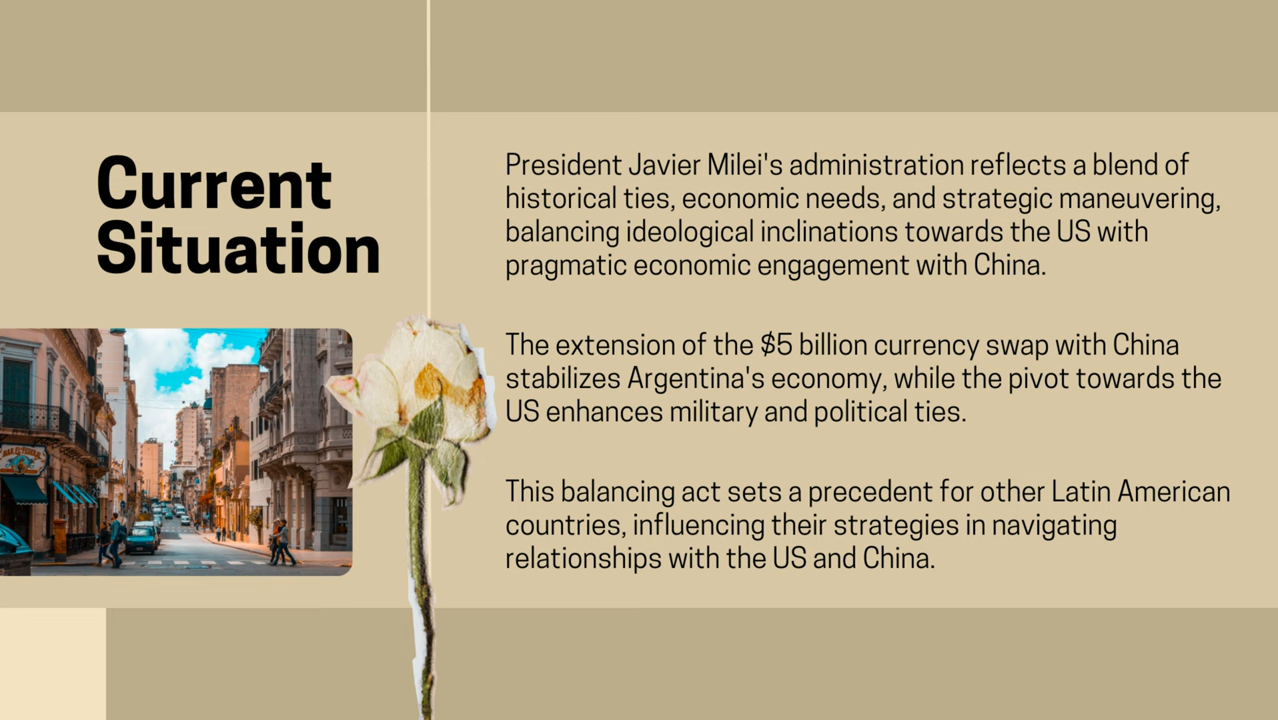 Current
Situation
President Javier Milei's administration reflects a blend of
historical ties, economic needs, and strategic maneuvering,
balancing ideological inclinations towards the US with
pragmatic economic engagement with China.
The extension of the $5 billion currency swap with China
stabilizes Argentina's economy, while the pivot towards the
US enhances military and political ties.
This balancing act sets a precedent for other Latin American
countries, influencing their strategies in navigating
relationships with the US and China.